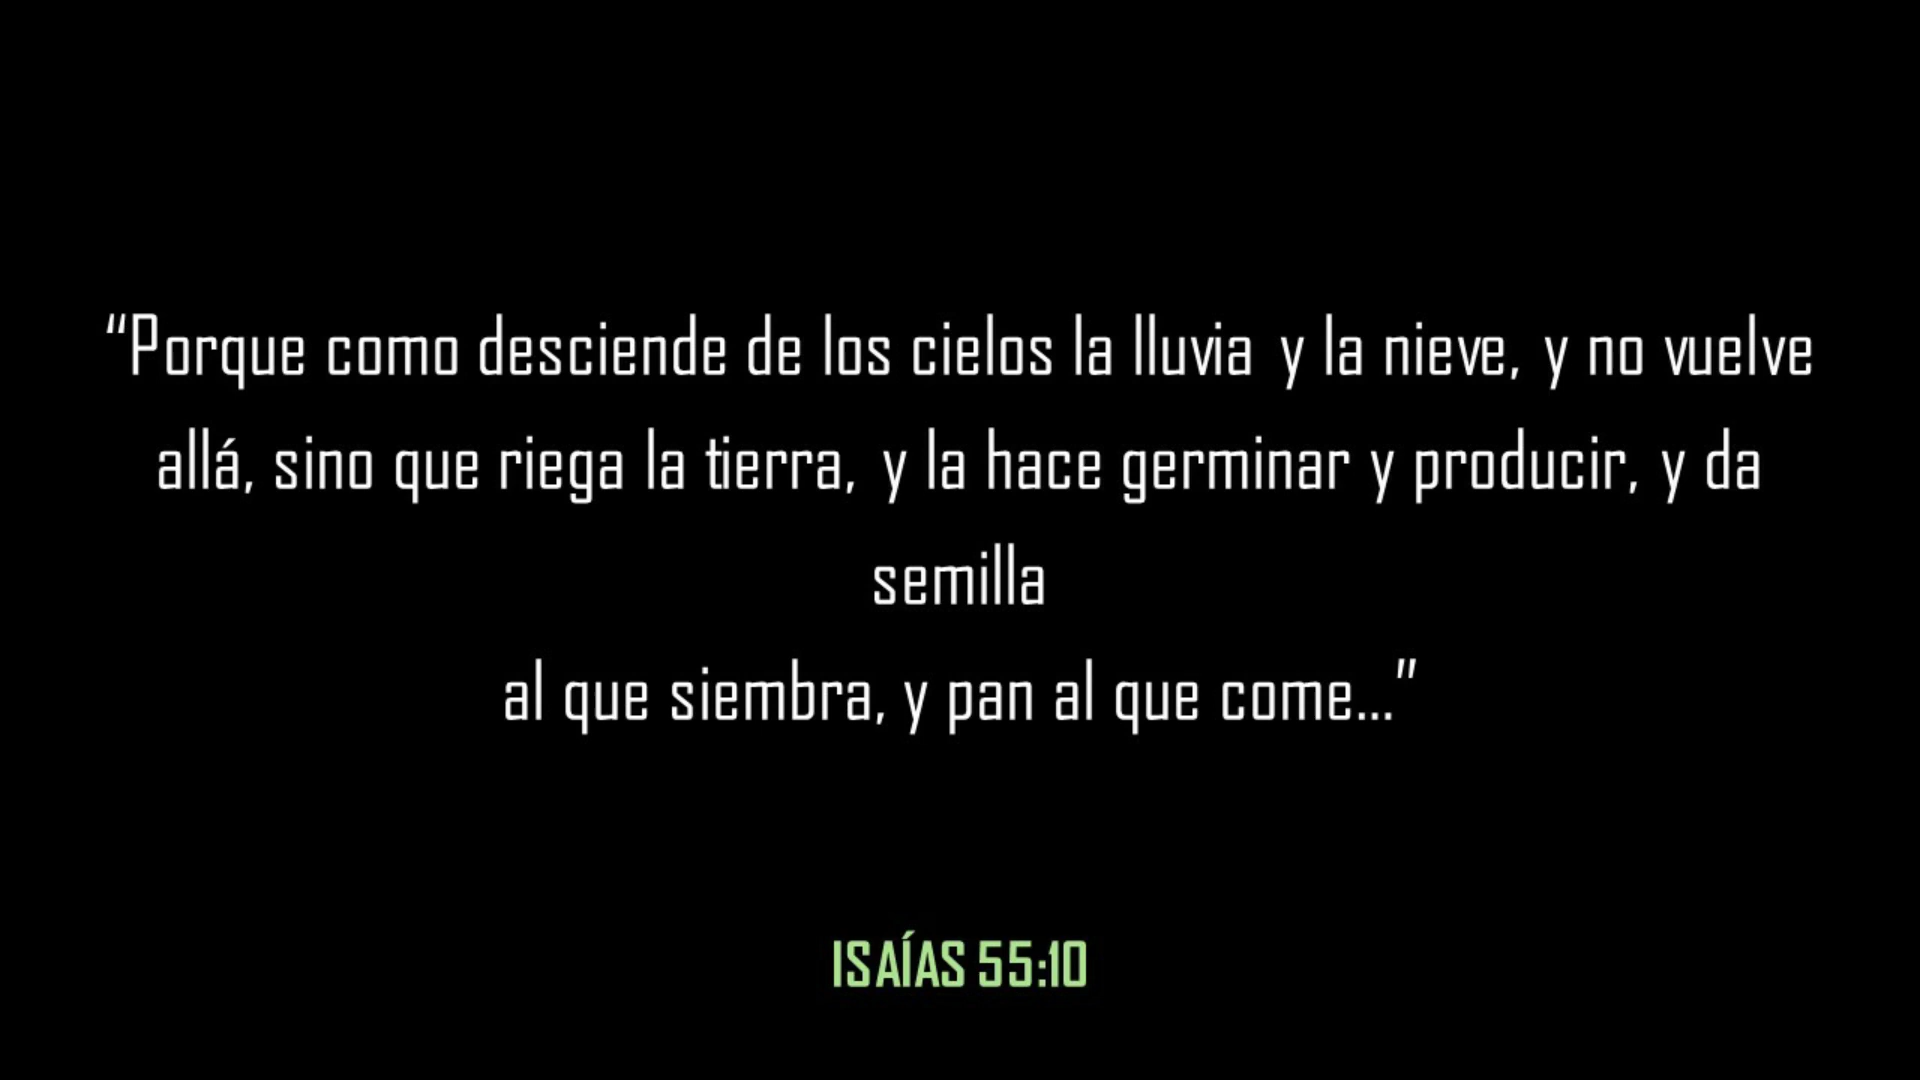 “Porque como desciende de los cielos la lluvia y la nieve, y no vuelve
allá, sino que riega la tierra, y la hace germinar y producir, y da
semilla
al que siembra, y pan al que come...”
ISAÍAS 55:10